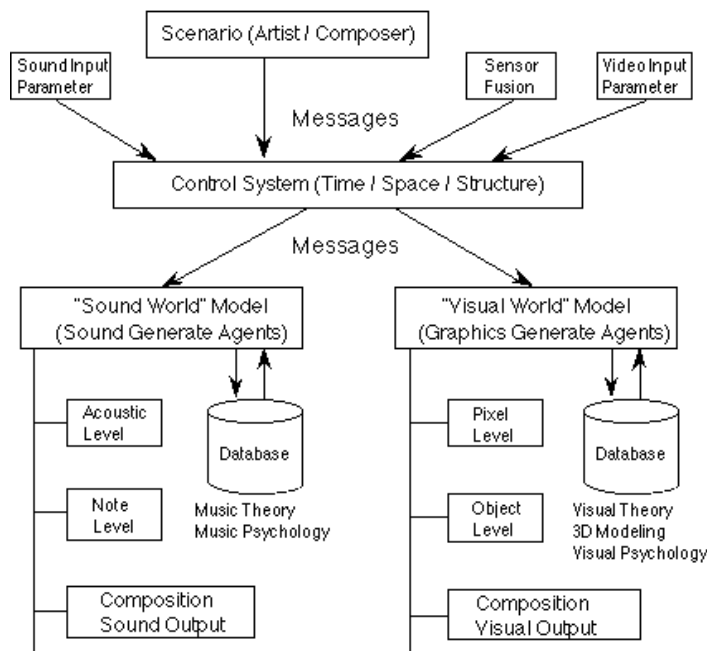 Scenario (Artist / Composer)
Sound Input
Parameter
Sensor
Fusion
Video Input
Parameter
Messages
Control System (Time / Space / Structure)
Messages
"Sound World" Model
(Sound Generate Agents)
"Visual World" Model
(Graphics Generate Agents)
Acoustic
Level
Database
Note
Level
Music Theory
Music Psychology
Composition
Sound Output
Pixel
Level
Database
Object
Level
Visual Theory
3D Modeling
Visual Psychology
Composition
Visual Output